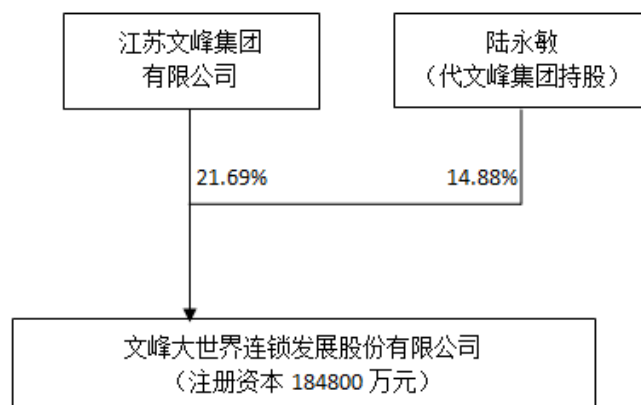 江苏文峰集团
有限公司
陆永敏
（代文峰集团持股）
21.69%
14.88%
文峰大世界连锁发展股份有限公司
（注册资本 184800 万元）